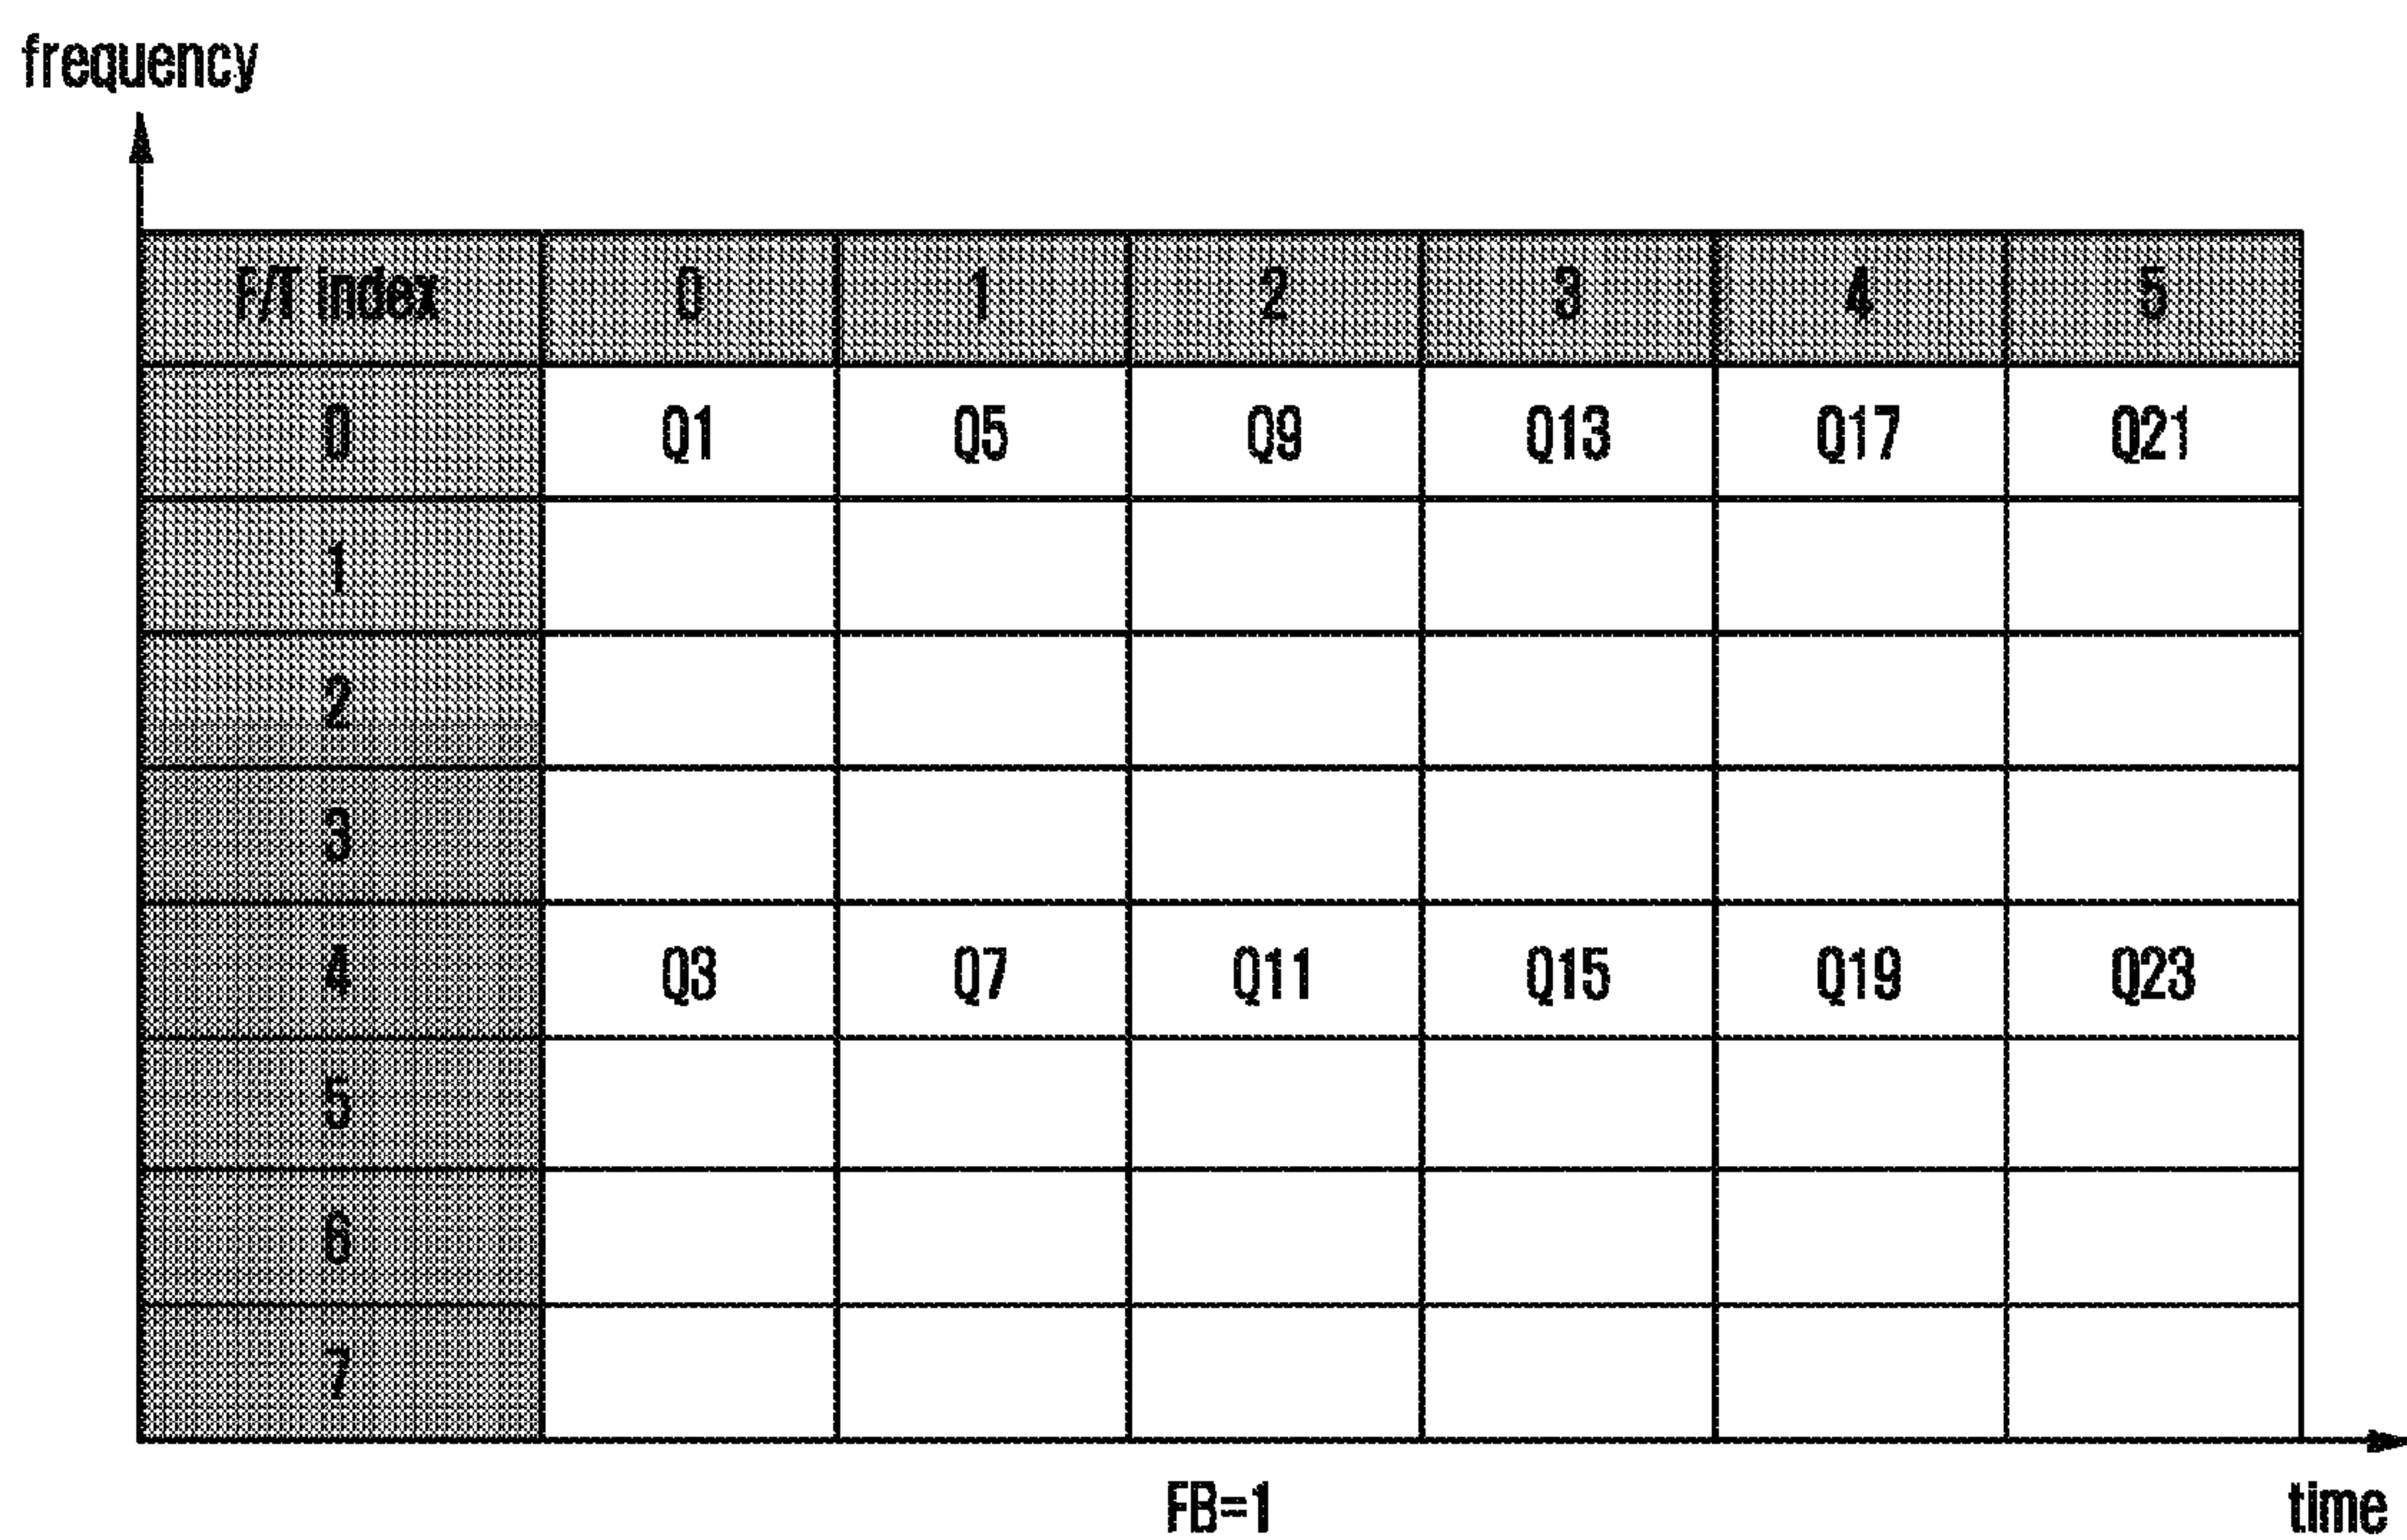 frequency
F/T index 0 1 2 3 4 5
0 Q1 Q5 Q9 Q13 Q17 Q21
1
2
3
4 Q3 Q7 Q11 Q15 Q19 Q23
5
6
7
FB=1
time